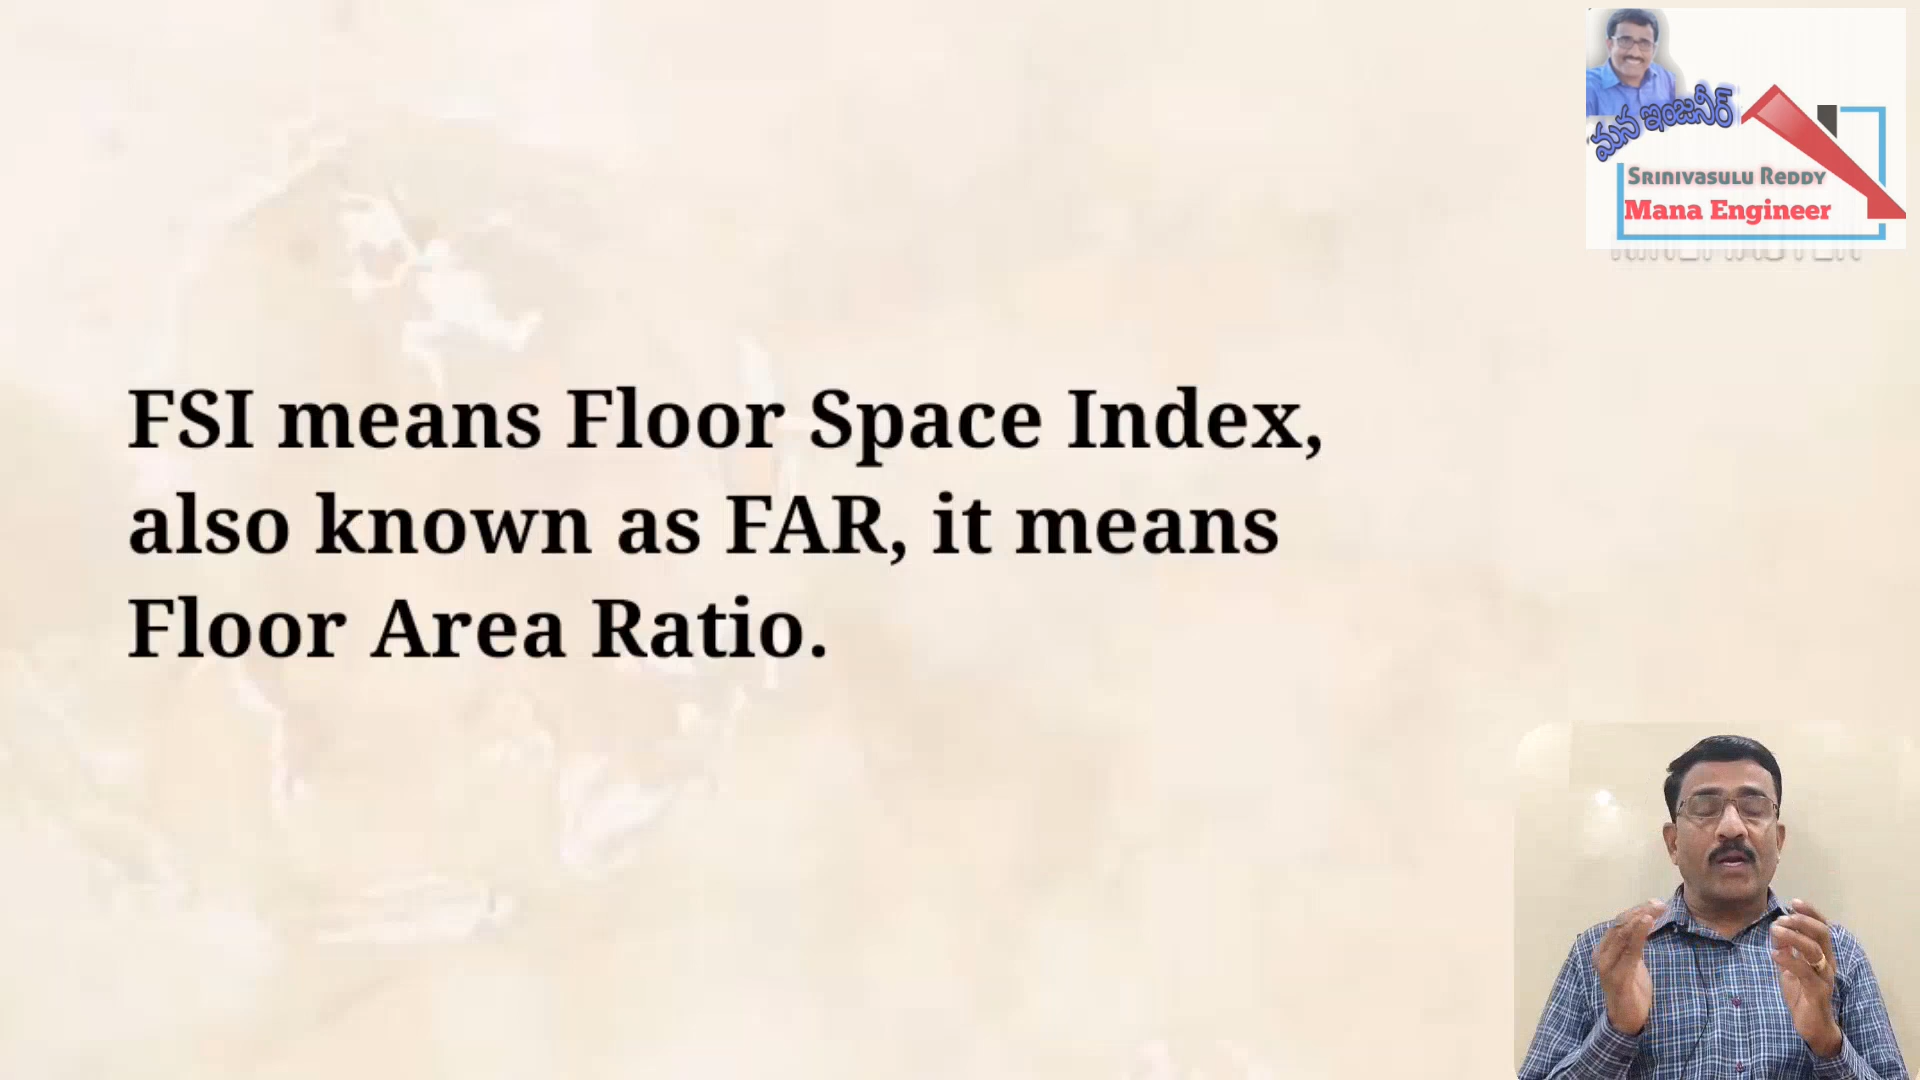 మన ఇంజనీర్
Srinivasulu Reddy
Mana Engineer
FSI means Floor Space Index,
also known as FAR, it means
Floor Area Ratio.